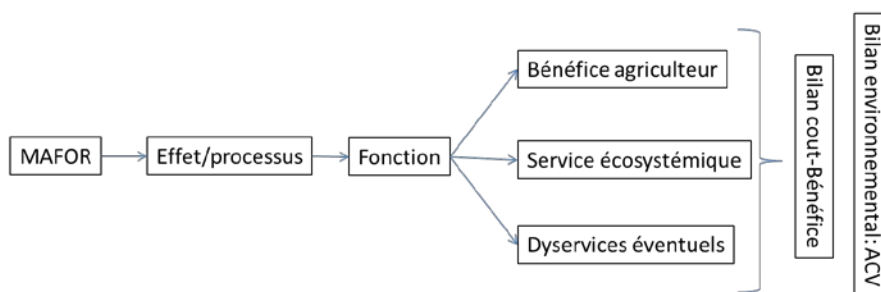 MAFOR
Effet/processus
Fonction
Bénéfice agriculteur
Service écosystémique
Dyservices éventuels
Bilan cout-Bénéfice
Bilan environnemental: ACV